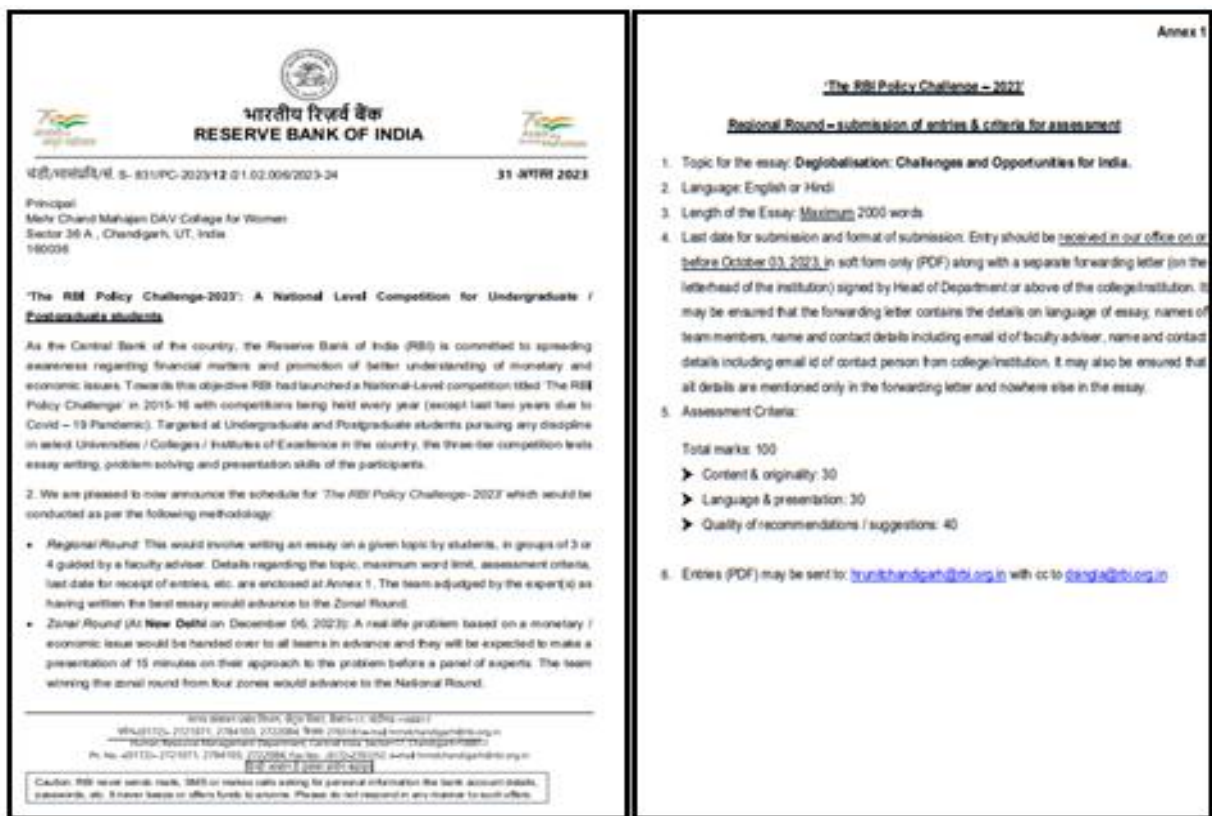 भारतीय रिज़र्व बैंक
RESERVE BANK OF INDIA
31 अगस्त 2023
Principal
Mehr Chand Mahajan DAV College for Women
Sector 36 A , Chandigarh, UT, India
160036
'The RBI Policy Challenge-2023': A National Level Competition for Undergraduate /
Postgraduate students
As the Central Bank of the country, the Reserve Bank of India (RBI) is committed to spreading
awareness regarding financial matters and promotion of better understanding of monetary and
economic issues. Towards this objective RBI had launched a National-Level competition titled 'The RBI
Policy Challenge' in 2015-16 with competitions being held every year (except last two years due to
Covid – 19 Pandemic). Targeted at Undergraduate and Postgraduate students pursuing any discipline
in select Universities / Colleges / Institutes of Excellence in the country, the three-tier competition tests
essay writing, problem solving and presentation skills of the participants.
2. We are pleased to now announce the schedule for 'The RBI Policy Challenge- 2023' which would be
conducted as per the following methodology:
• Regional Round: This would involve writing an essay on a given topic by students, in groups of 3 or
4 guided by a faculty adviser. Details regarding the topic, maximum word limit, assessment criteria,
last date for receipt of entries, etc. are enclosed at Annex 1. The team adjudged by the expert(s) as
having written the best essay would advance to the Zonal Round.
• Zonal Round (At New Delhi on December 06, 2023): A real-life problem based on a monetary /
economic issue would be handed over to all teams in advance and they will be expected to make a
presentation of 15 minutes on their approach to the problem before a panel of experts. The team
winning the zonal round from four zones would advance to the National Round.
Caution: RBI never sends mails, SMS or makes calls asking for personal information like bank account details,
passwords, etc. It never keeps or offers funds to anyone. Please do not respond in any manner to such offers.
Annex 1
'The RBI Policy Challenge – 2023'
Regional Round – submission of entries & criteria for assessment
1. Topic for the essay: Deglobalisation: Challenges and Opportunities for India.
2. Language: English or Hindi
3. Length of the Essay: Maximum 2000 words
4. Last date for submission and format of submission: Entry should be received in our office on or
before October 03, 2023, in soft form only (PDF) along with a separate forwarding letter (on the
letterhead of the institution) signed by Head of Department or above of the college/institution. It
may be ensured that the forwarding letter contains the details on language of essay, names of
team members, name and contact details including email id of faculty adviser, name and contact
details including email id of contact person from college/institution. It may also be ensured that
all details are mentioned only in the forwarding letter and nowhere else in the essay.
5. Assessment Criteria:
Total marks: 100
➤ Content & originality: 30
➤ Language & presentation: 30
➤ Quality of recommendations / suggestions: 40
6. Entries (PDF) may be sent to: hrunitchandigarh@rbi.org.in with cc to dangla@rbi.org.in